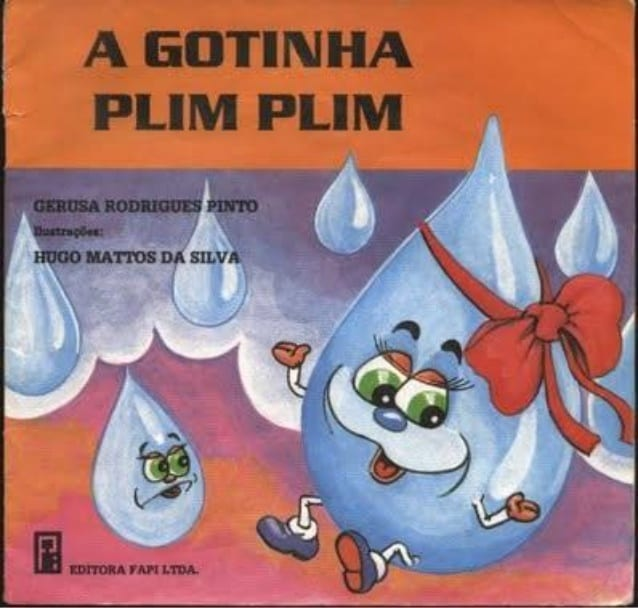 A GOTINHA
PLIM PLIM
GERUSA RODRIGUES PINTO
Ilustrações:
HUGO MATTOS DA SILVA
EDITORA FAPI LTDA.